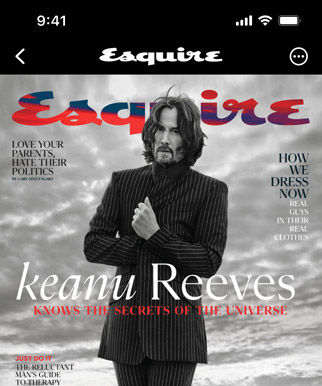 9:41
Esquire
Esquire
LOVE YOUR
PARENTS,
HATE THEIR
POLITICS
HOW
WE
DRESS
NOW
REAL
GUYS
IN THEIR
REAL
CLOTHES
keanu Reeves
KNOWS THE SECRETS OF THE UNIVERSE
JUST DO IT
THE RELUCTANT
MAN'S GUIDE
TO THERAPY